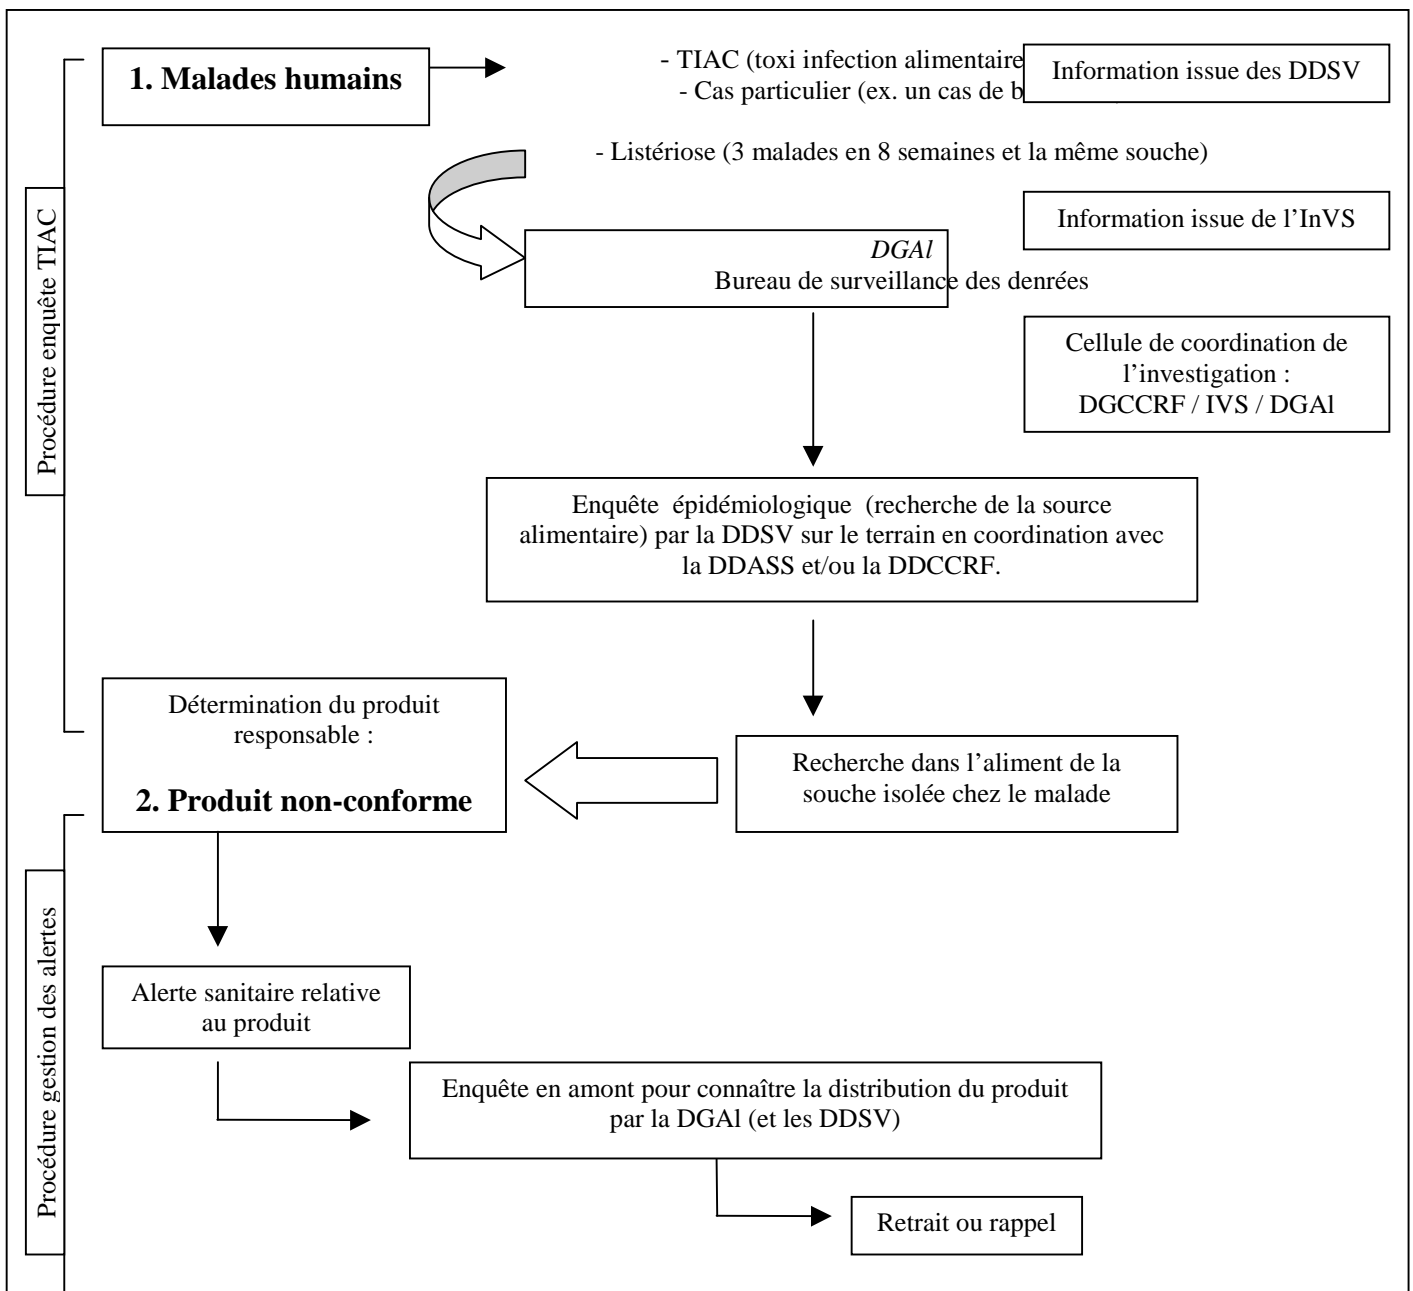 1. Malades humains
- TIAC (toxi infection alimentaire
- Cas particulier (ex. un cas de
Information issue des DDSV
- Listériose (3 malades en 8 semaines et la même souche)
Information issue de l’InVS
DGAl
Bureau de surveillance des denrées
Cellule de coordination de
l’investigation :
DGCCRF / IVS / DGAl
Procédure enquête TIAC
Enquête épidémiologique (recherche de la source
alimentaire) par la DDSV sur le terrain en coordination avec
la DDASS et/ou la DDCCRF.
Détermination du produit
responsable :
2. Produit non-conforme
Recherche dans l’aliment de la
souche isolée chez le malade
Procédure gestion des alertes
Alerte sanitaire relative
au produit
Enquête en amont pour connaître la distribution du produit
par la DGAl (et les DDSV)
Retrait ou rappel